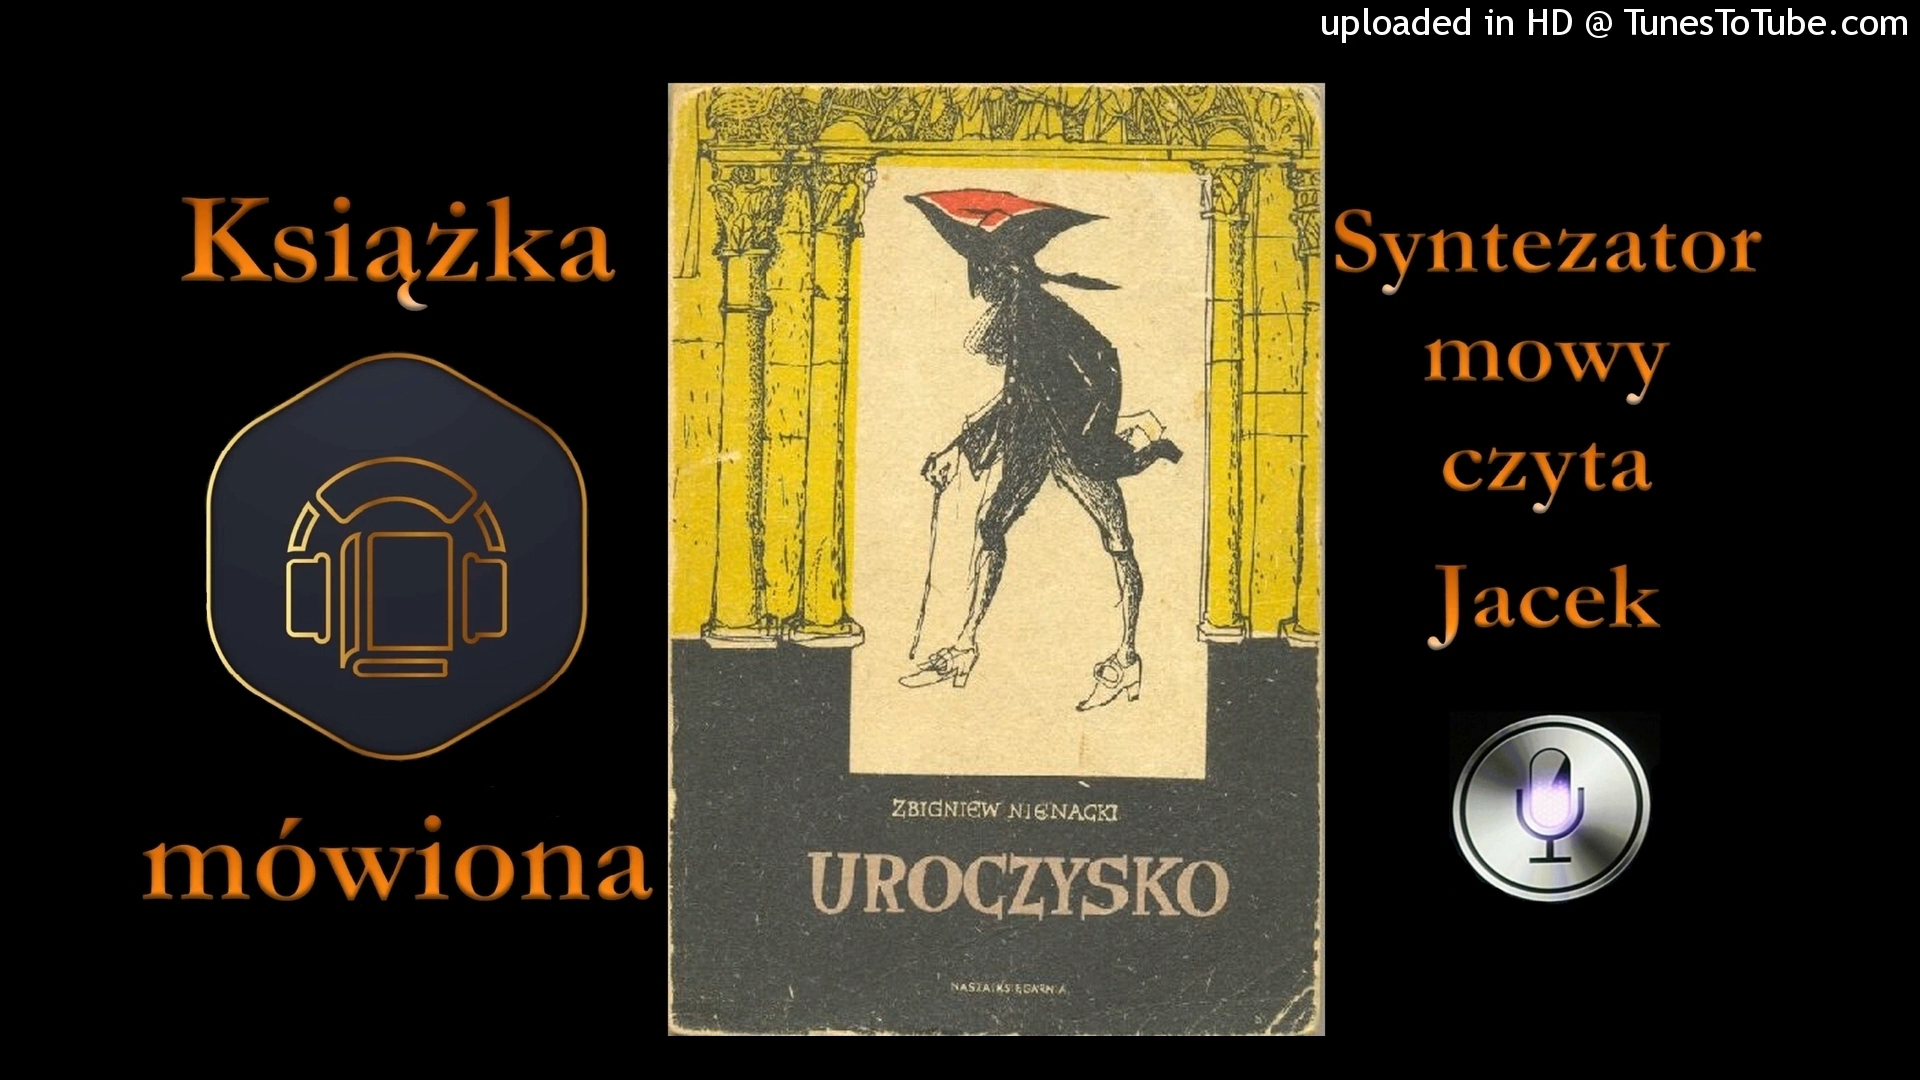 uploaded in HD @ TunesToTube.com
Książka
mówiona
ZBIGNIEW NIENACKI
UROCZYSKO
NASZA KSIĘGARNIA
Syntezator
mowy
czyta
Jacek